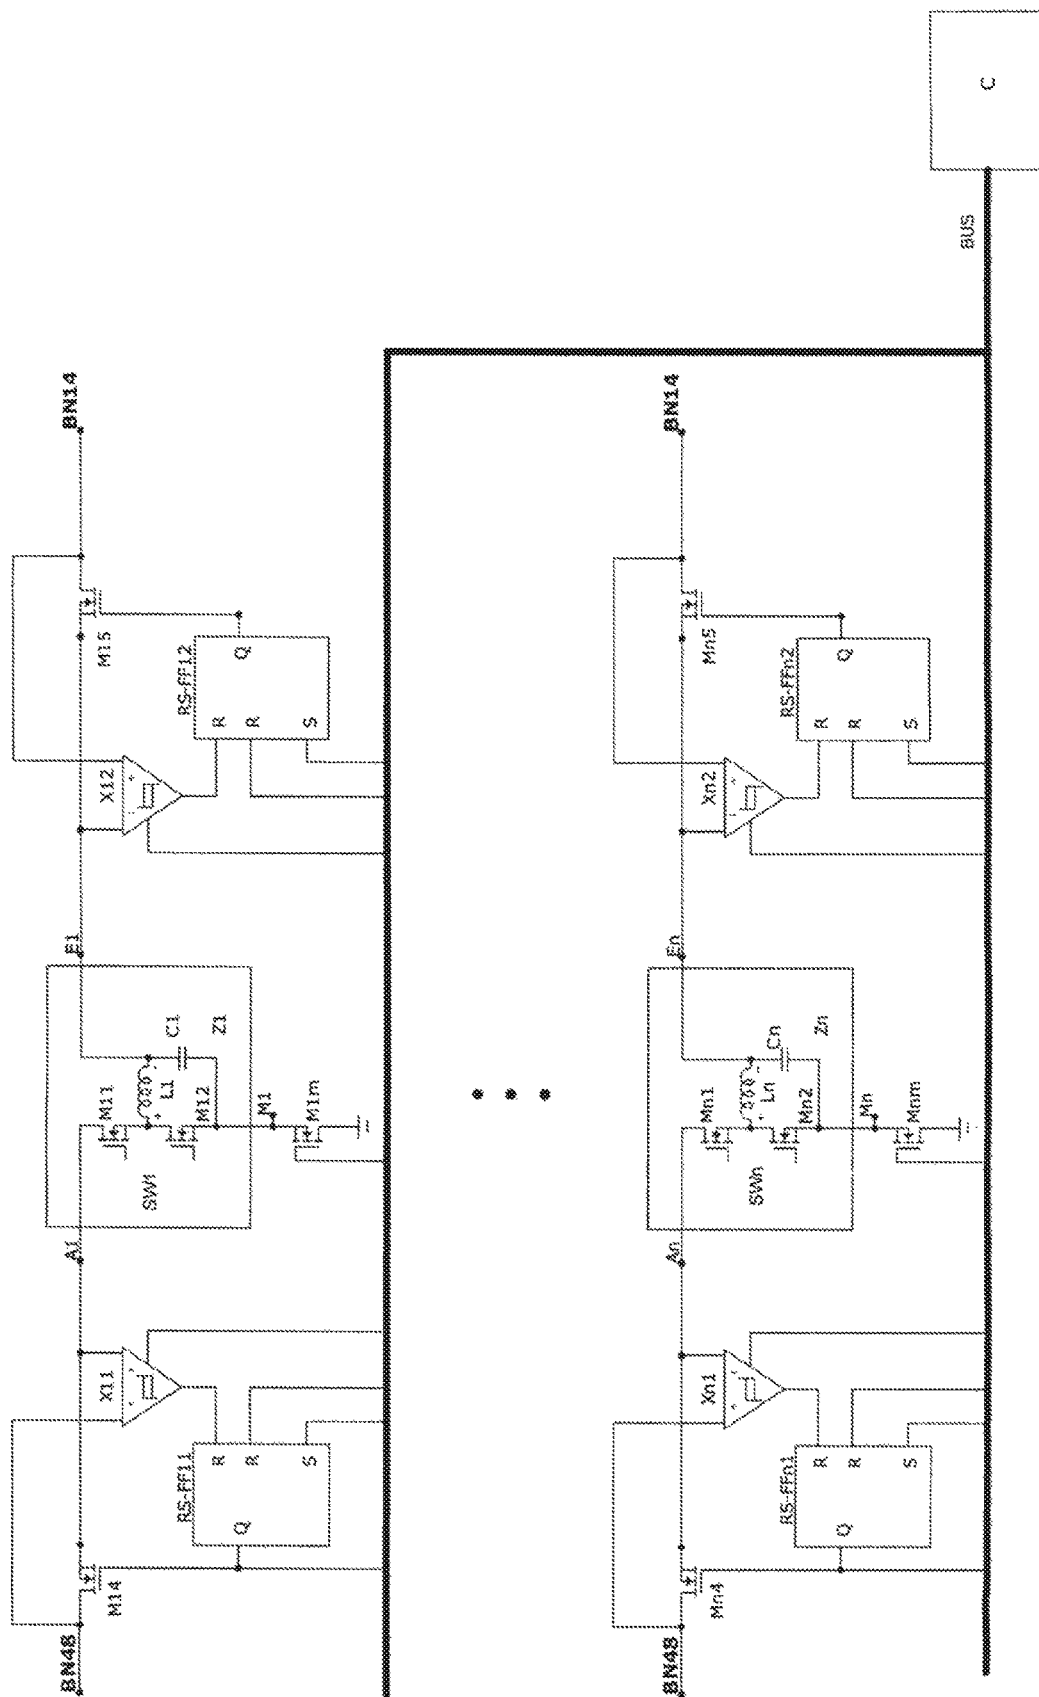 C
BUS
BN14
M15
RS-FF12
Q
R
R
S
X12
+
-
E1
C1
Z1
M11
L1
+
M12
M1
M1m
SW1
A1
X11
-
+
RS-FF11
R
R
S
Q
M14
BN48
BN14
Mn5
RS-FFn2
Q
R
R
S
Xn2
+
-
En
Cn
Zn
Mn1
Ln
+
Mn2
Mn
Mnm
SWn
An
Xn1
-
+
RS-FFn1
R
R
S
Q
Mn4
BN48